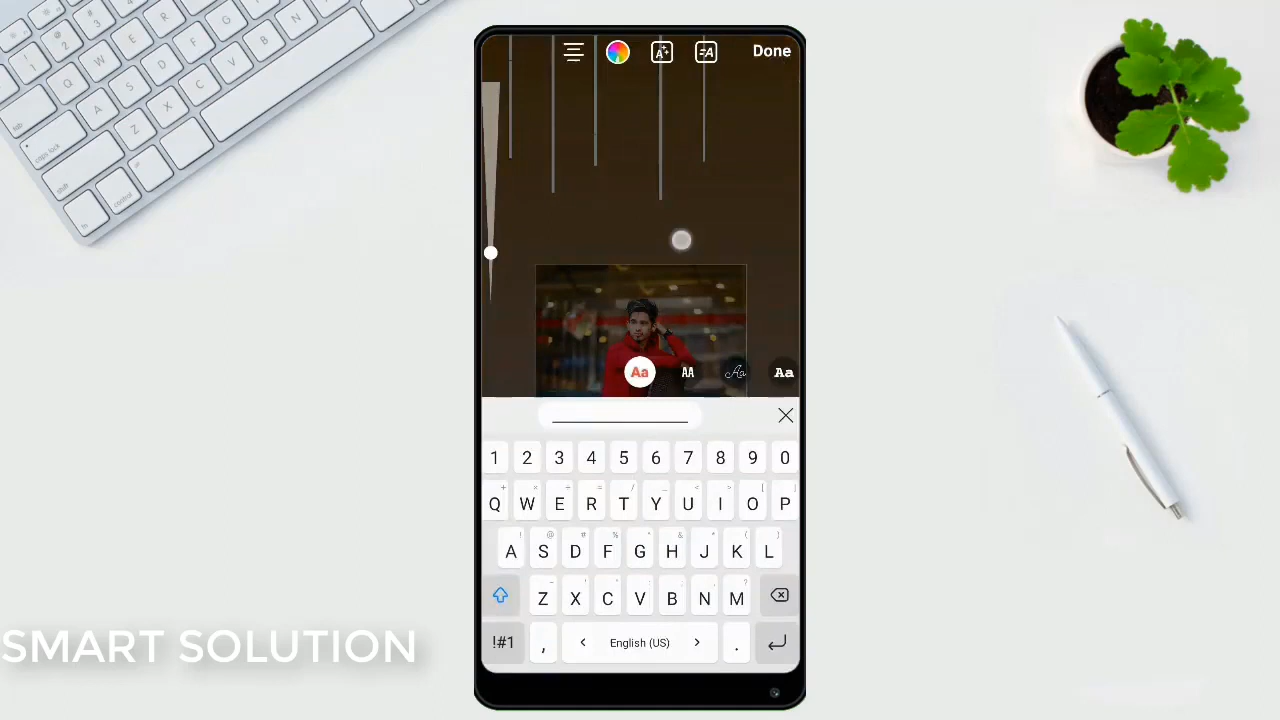 Done
Aa AA Aa Aa
1 2 3 4 5 6 7 8 9 0
Q W E R T Y U I O P
A S D F G H J K L
Z X C V B N M
!#1 , < English (US) > .
SMART SOLUTION